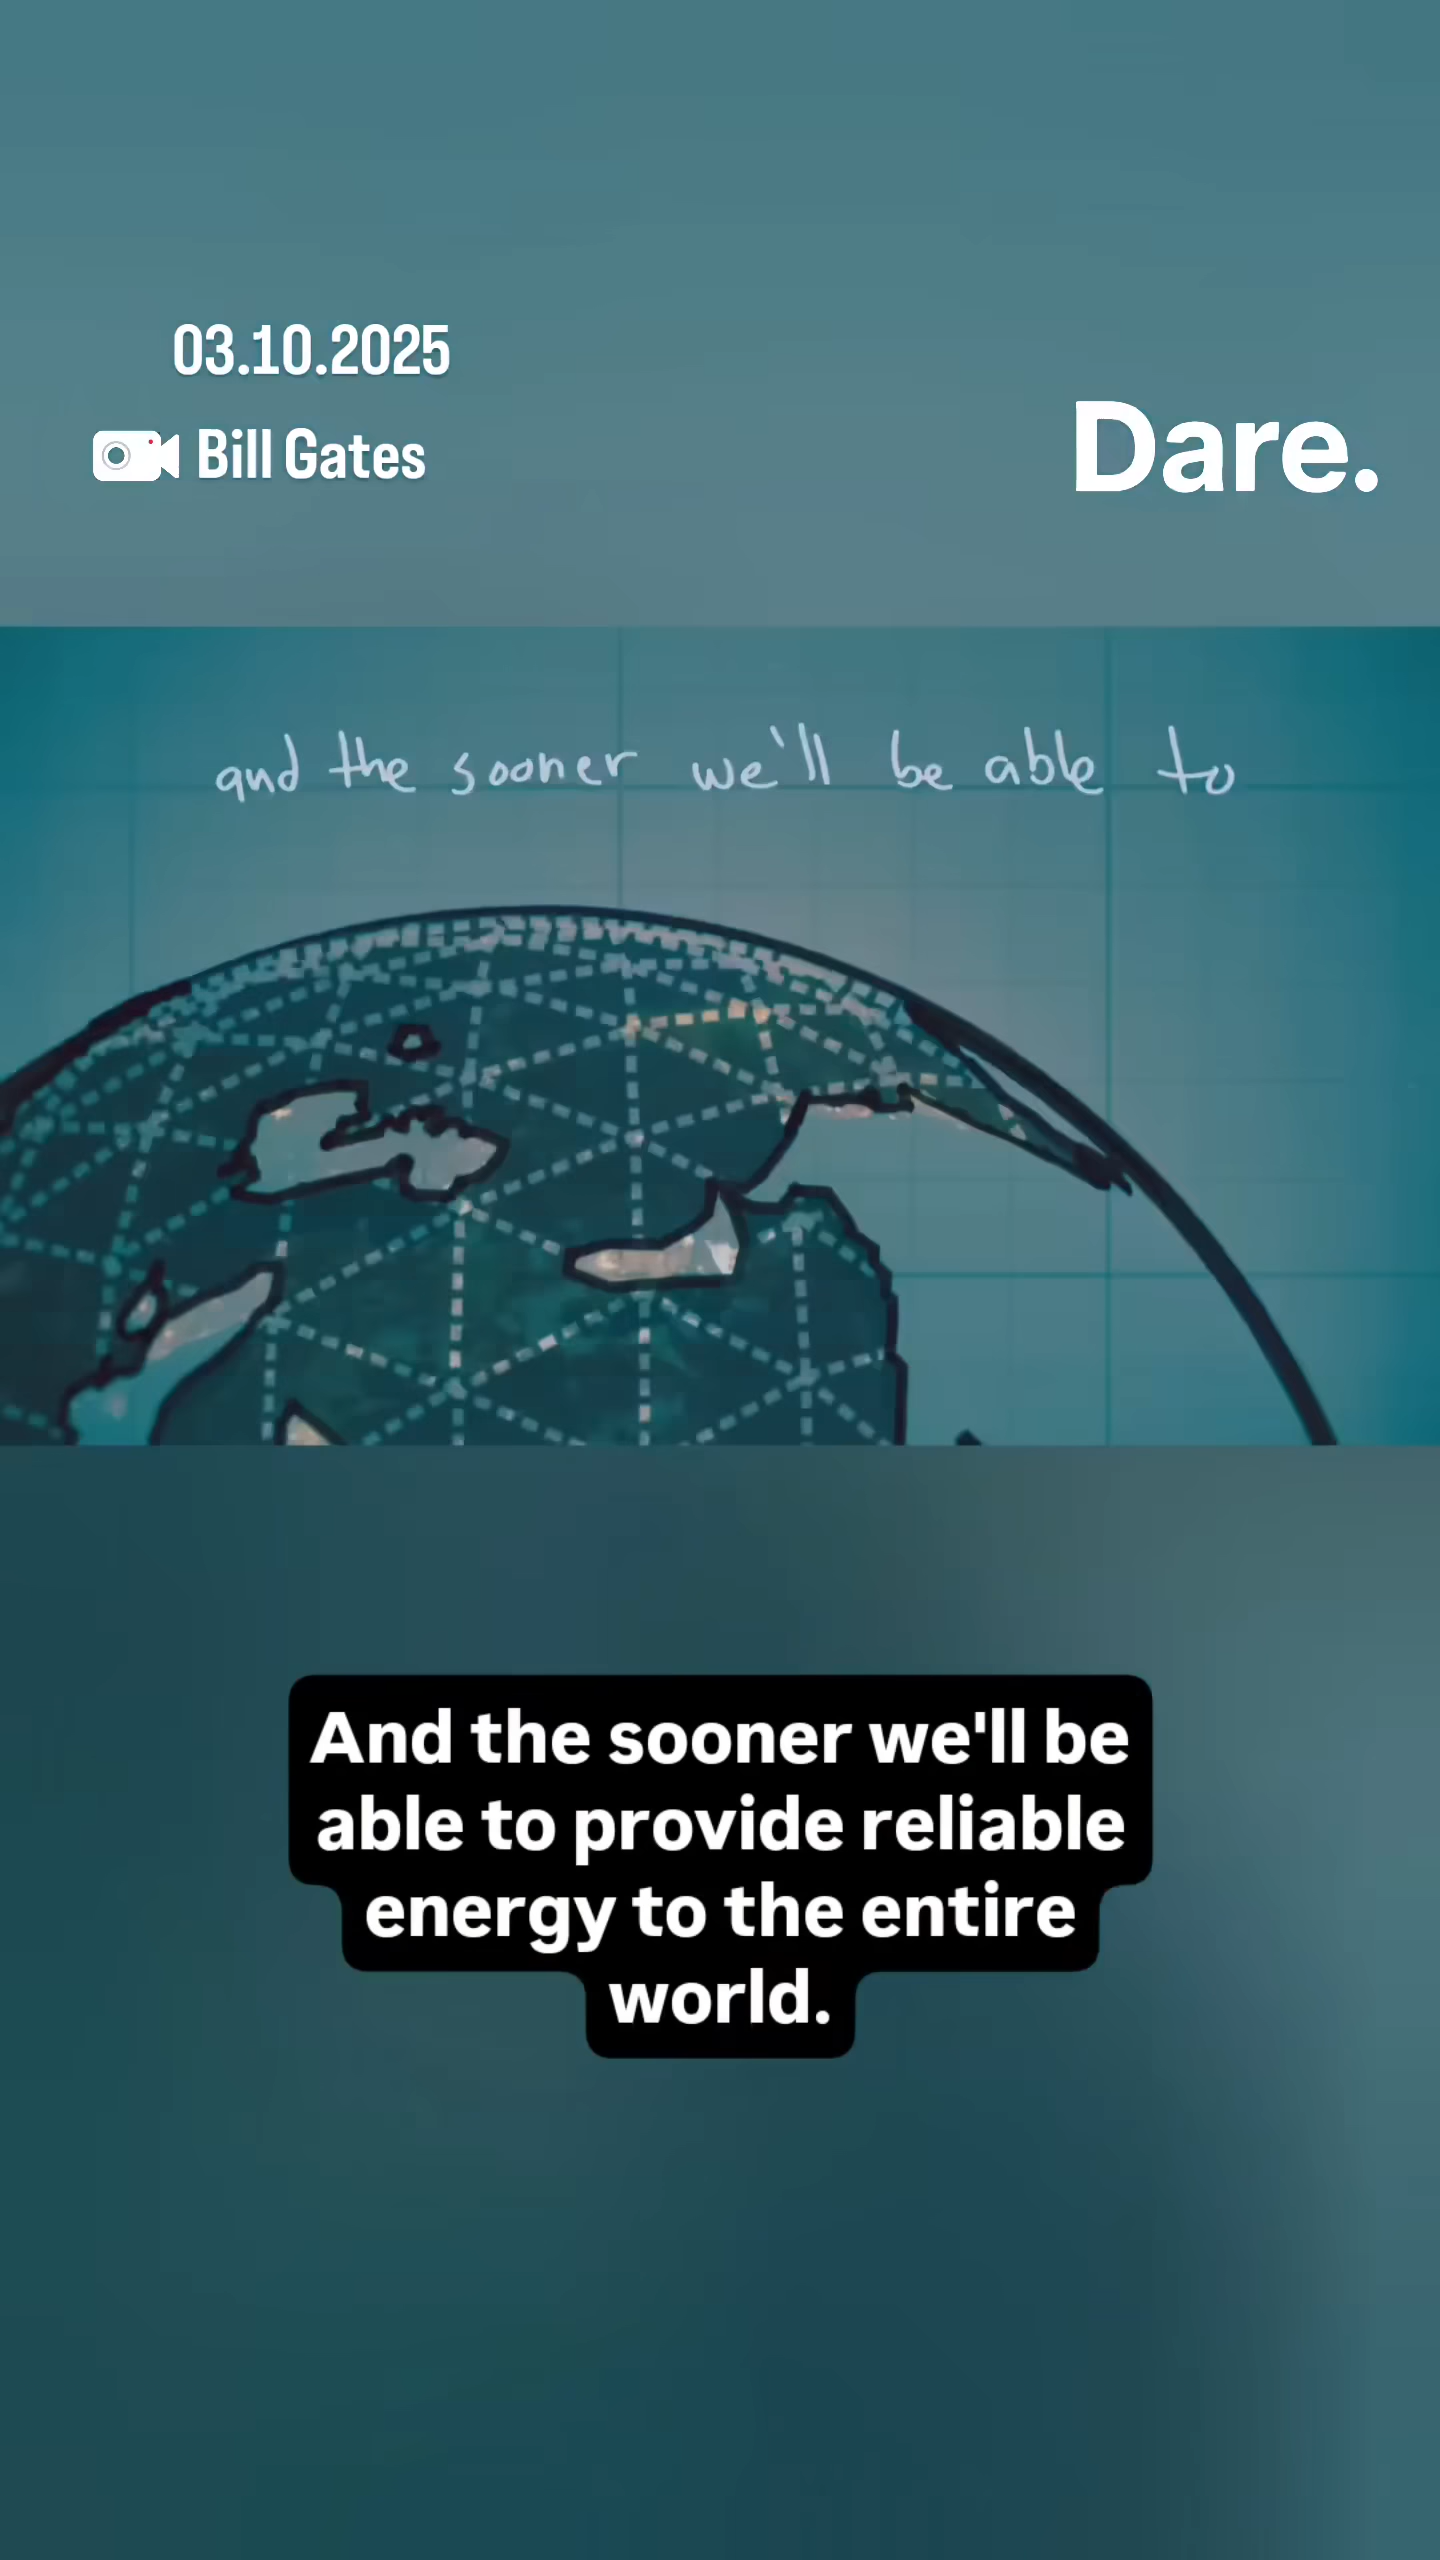 03.10.2025
Bill Gates
Dare.
and the sooner we'll be able to
And the sooner we'll be
able to provide reliable
energy to the entire
world.